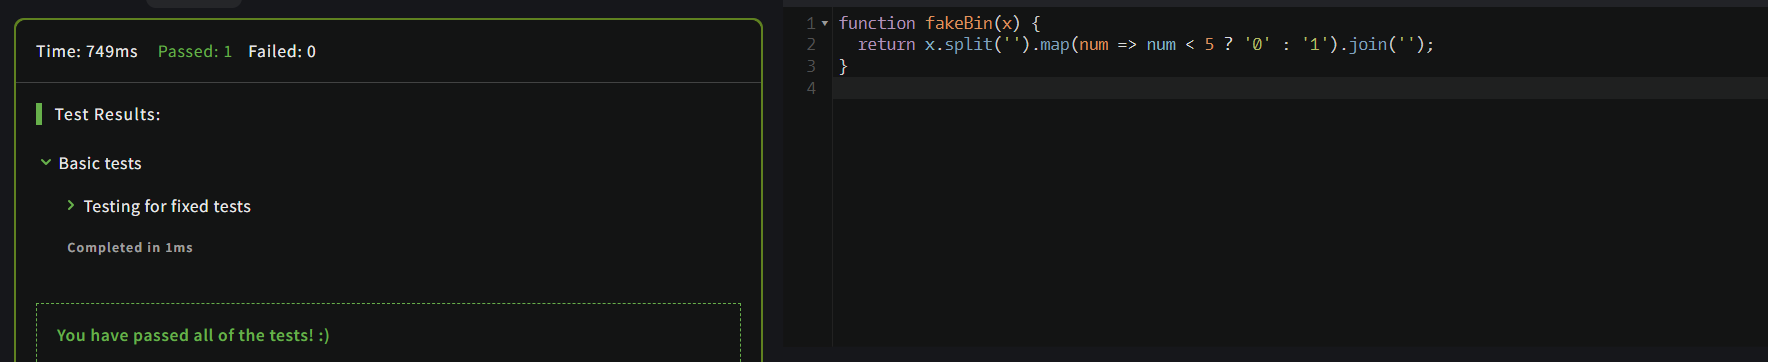 Time: 749ms Passed: 1 Failed: 0
Test Results:
Basic tests
Testing for fixed tests
Completed in 1ms
You have passed all of the tests! :)
1 function fakeBin(x) {
2   return x.split('').map(num => num < 5 ? '0' : '1').join('');
3 }
4